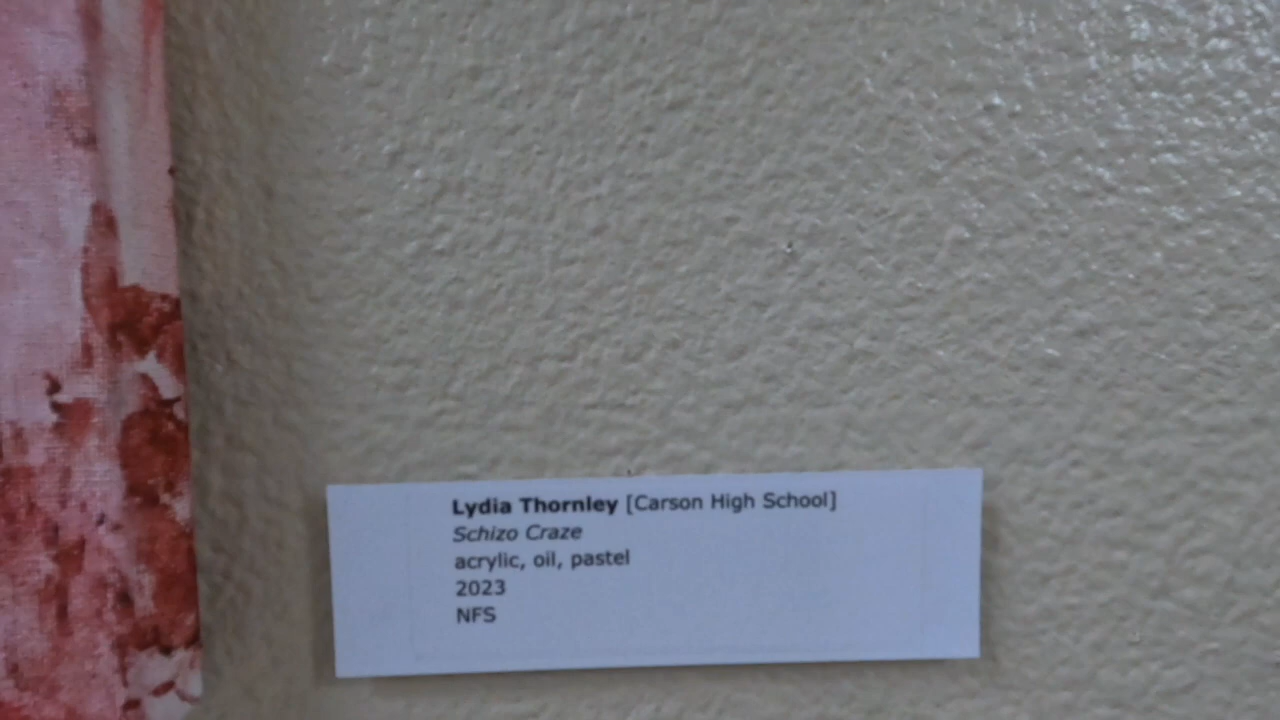 Lydia Thornley [Carson High School]
Schizo Craze
acrylic, oil, pastel
2023
NFS